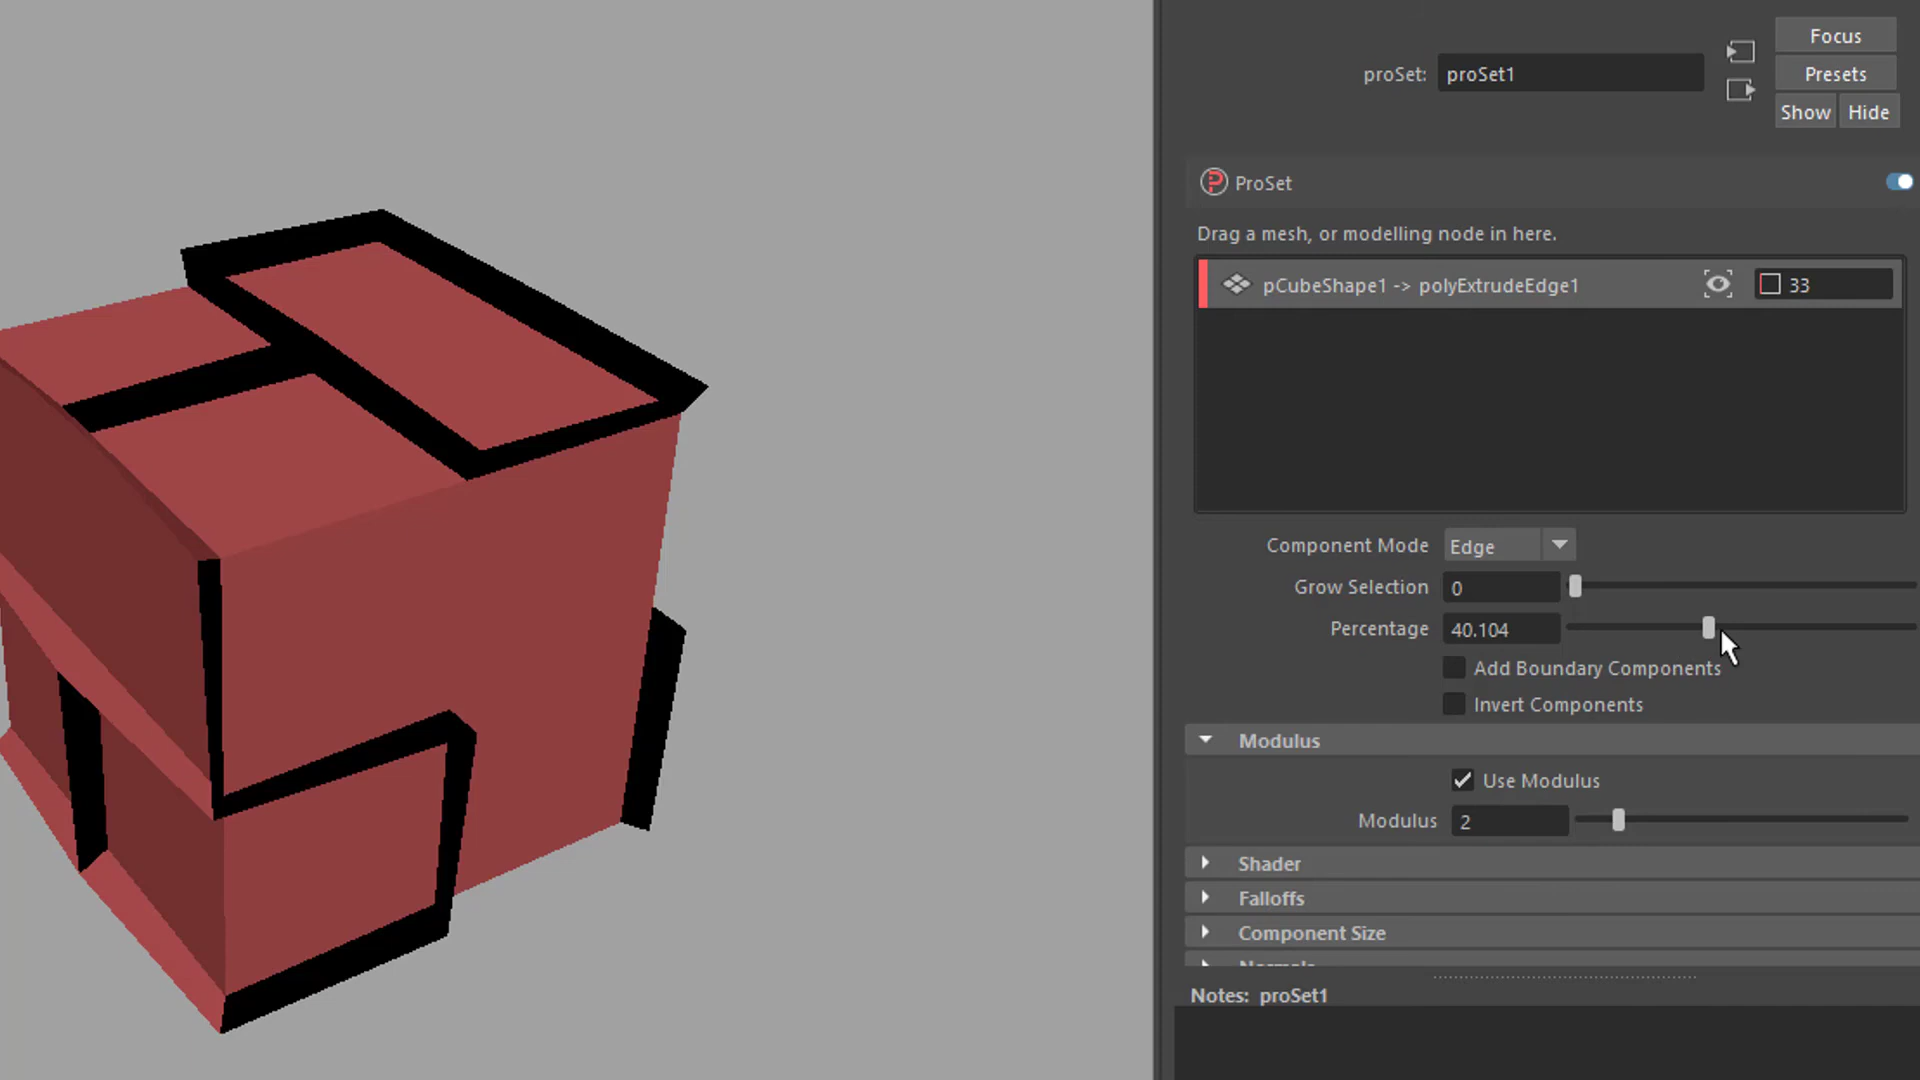 Focus
proSet: proSet1
Presets
Show Hide
ProSet
Drag a mesh, or modelling node in here.
pCubeShape1 -> polyExtrudeEdge1 33
Component Mode Edge
Grow Selection 0
Percentage 40.104
Add Boundary Components
Invert Components
Modulus
Use Modulus
Modulus 2
Shader
Falloffs
Component Size
Notes: proSet1